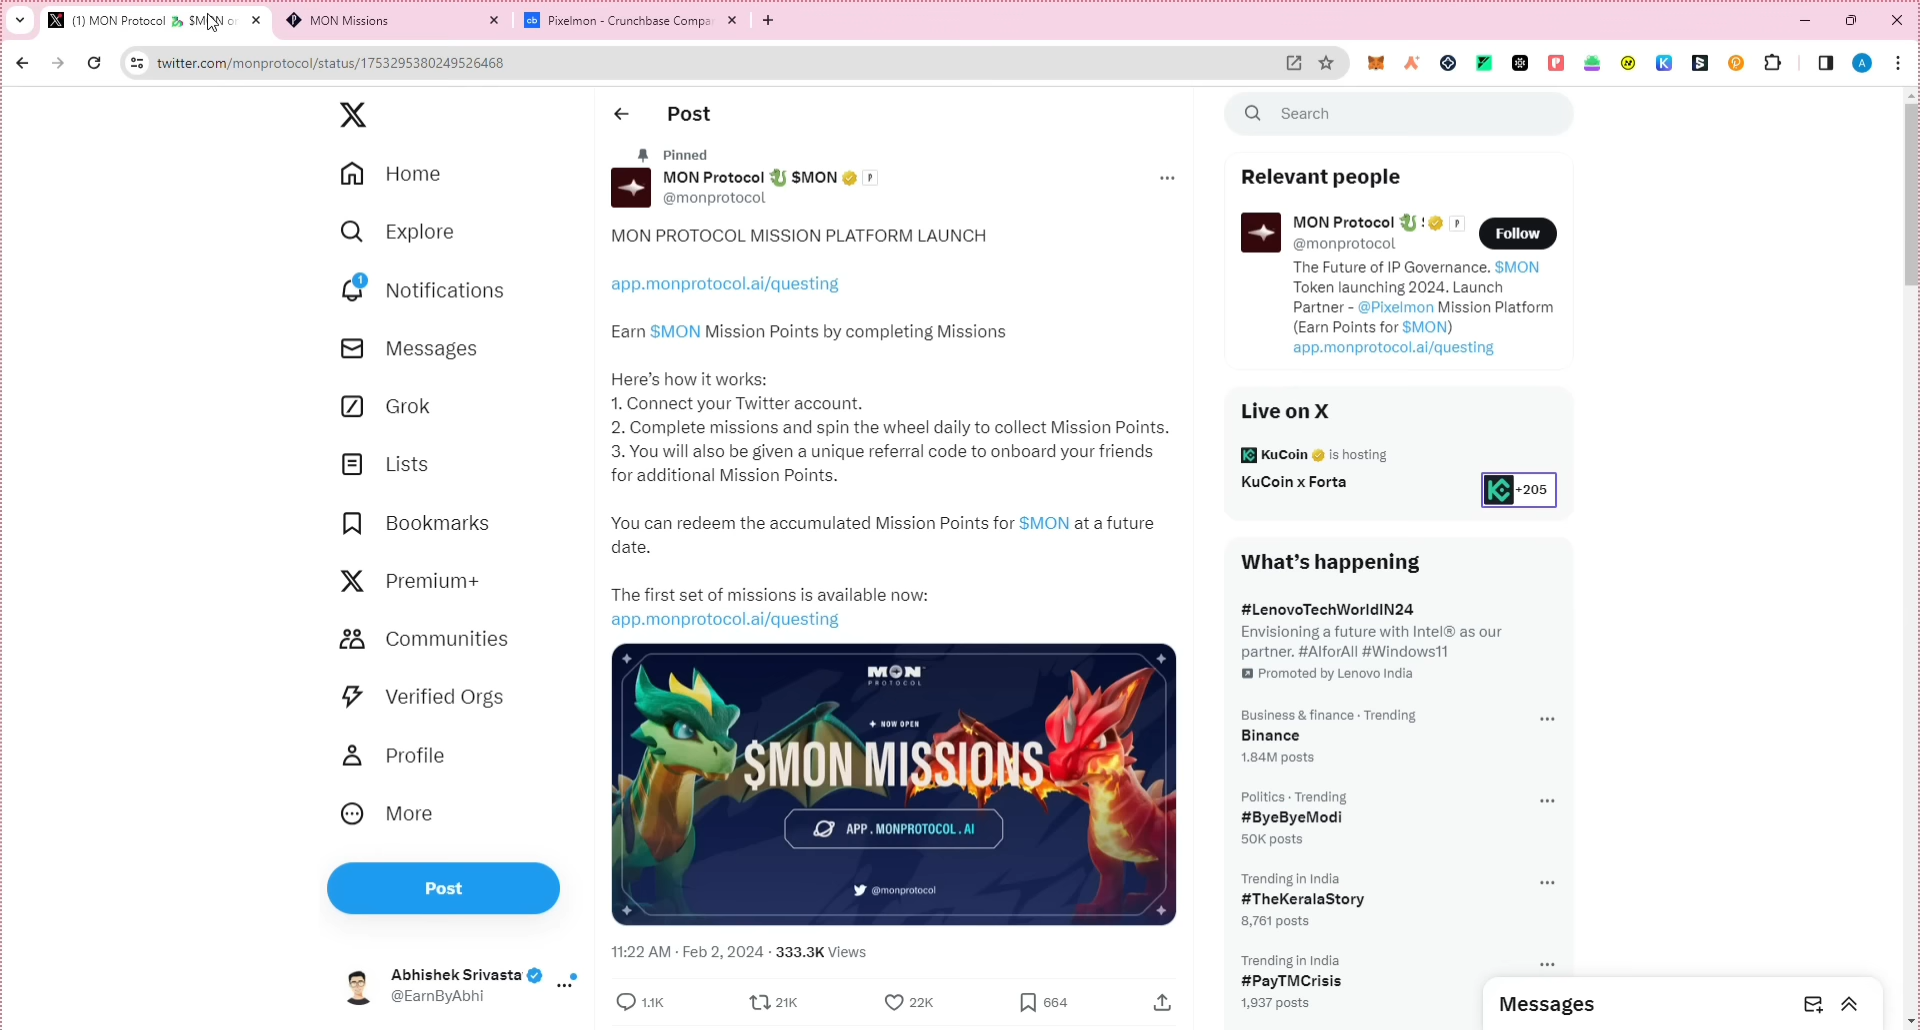 (1) MON Protocol 🐉 $MON o
MON Missions
Pixelmon - Crunchbase Compa
twitter.com/monprotocol/status/1753295380249526468
A
Home
Explore
1
Notifications
Messages
Grok
Lists
Bookmarks
Premium+
Communities
Verified Orgs
Profile
More
Post
Abhishek Srivasta
@EarnByAbhi
Post
Pinned
MON Protocol 🐉 $MON
@monprotocol
MON PROTOCOL MISSION PLATFORM LAUNCH
app.monprotocol.ai/questing
Earn $MON Mission Points by completing Missions
Here's how it works:
1. Connect your Twitter account.
2. Complete missions and spin the wheel daily to collect Mission Points.
3. You will also be given a unique referral code to onboard your friends
for additional Mission Points.
You can redeem the accumulated Mission Points for $MON at a future
date.
The first set of missions is available now:
app.monprotocol.ai/questing
MON
PROTOCOL
NOW OPEN
$MON MISSIONS
APP.MONPROTOCOL.AI
@monprotocol
11:22 AM · Feb 2, 2024 · 333.3K Views
1.1K 21K 22K 664
Search
Relevant people
MON Protocol 🐉
@monprotocol
Follow
The Future of IP Governance. $MON
Token launching 2024. Launch
Partner - @Pixelmon Mission Platform
(Earn Points for $MON)
app.monprotocol.ai/questing
Live on X
KuCoin is hosting
KuCoin x Forta
+205
What's happening
#LenovoTechWorldIN24
Envisioning a future with Intel® as our
partner. #AIforAll #Windows11
Promoted by Lenovo India
Business & finance · Trending
Binance
1.84M posts
Politics · Trending
#ByeByeModi
50K posts
Trending in India
#TheKeralaStory
8,761 posts
Trending in India
#PayTMCrisis
1,937 posts
Messages